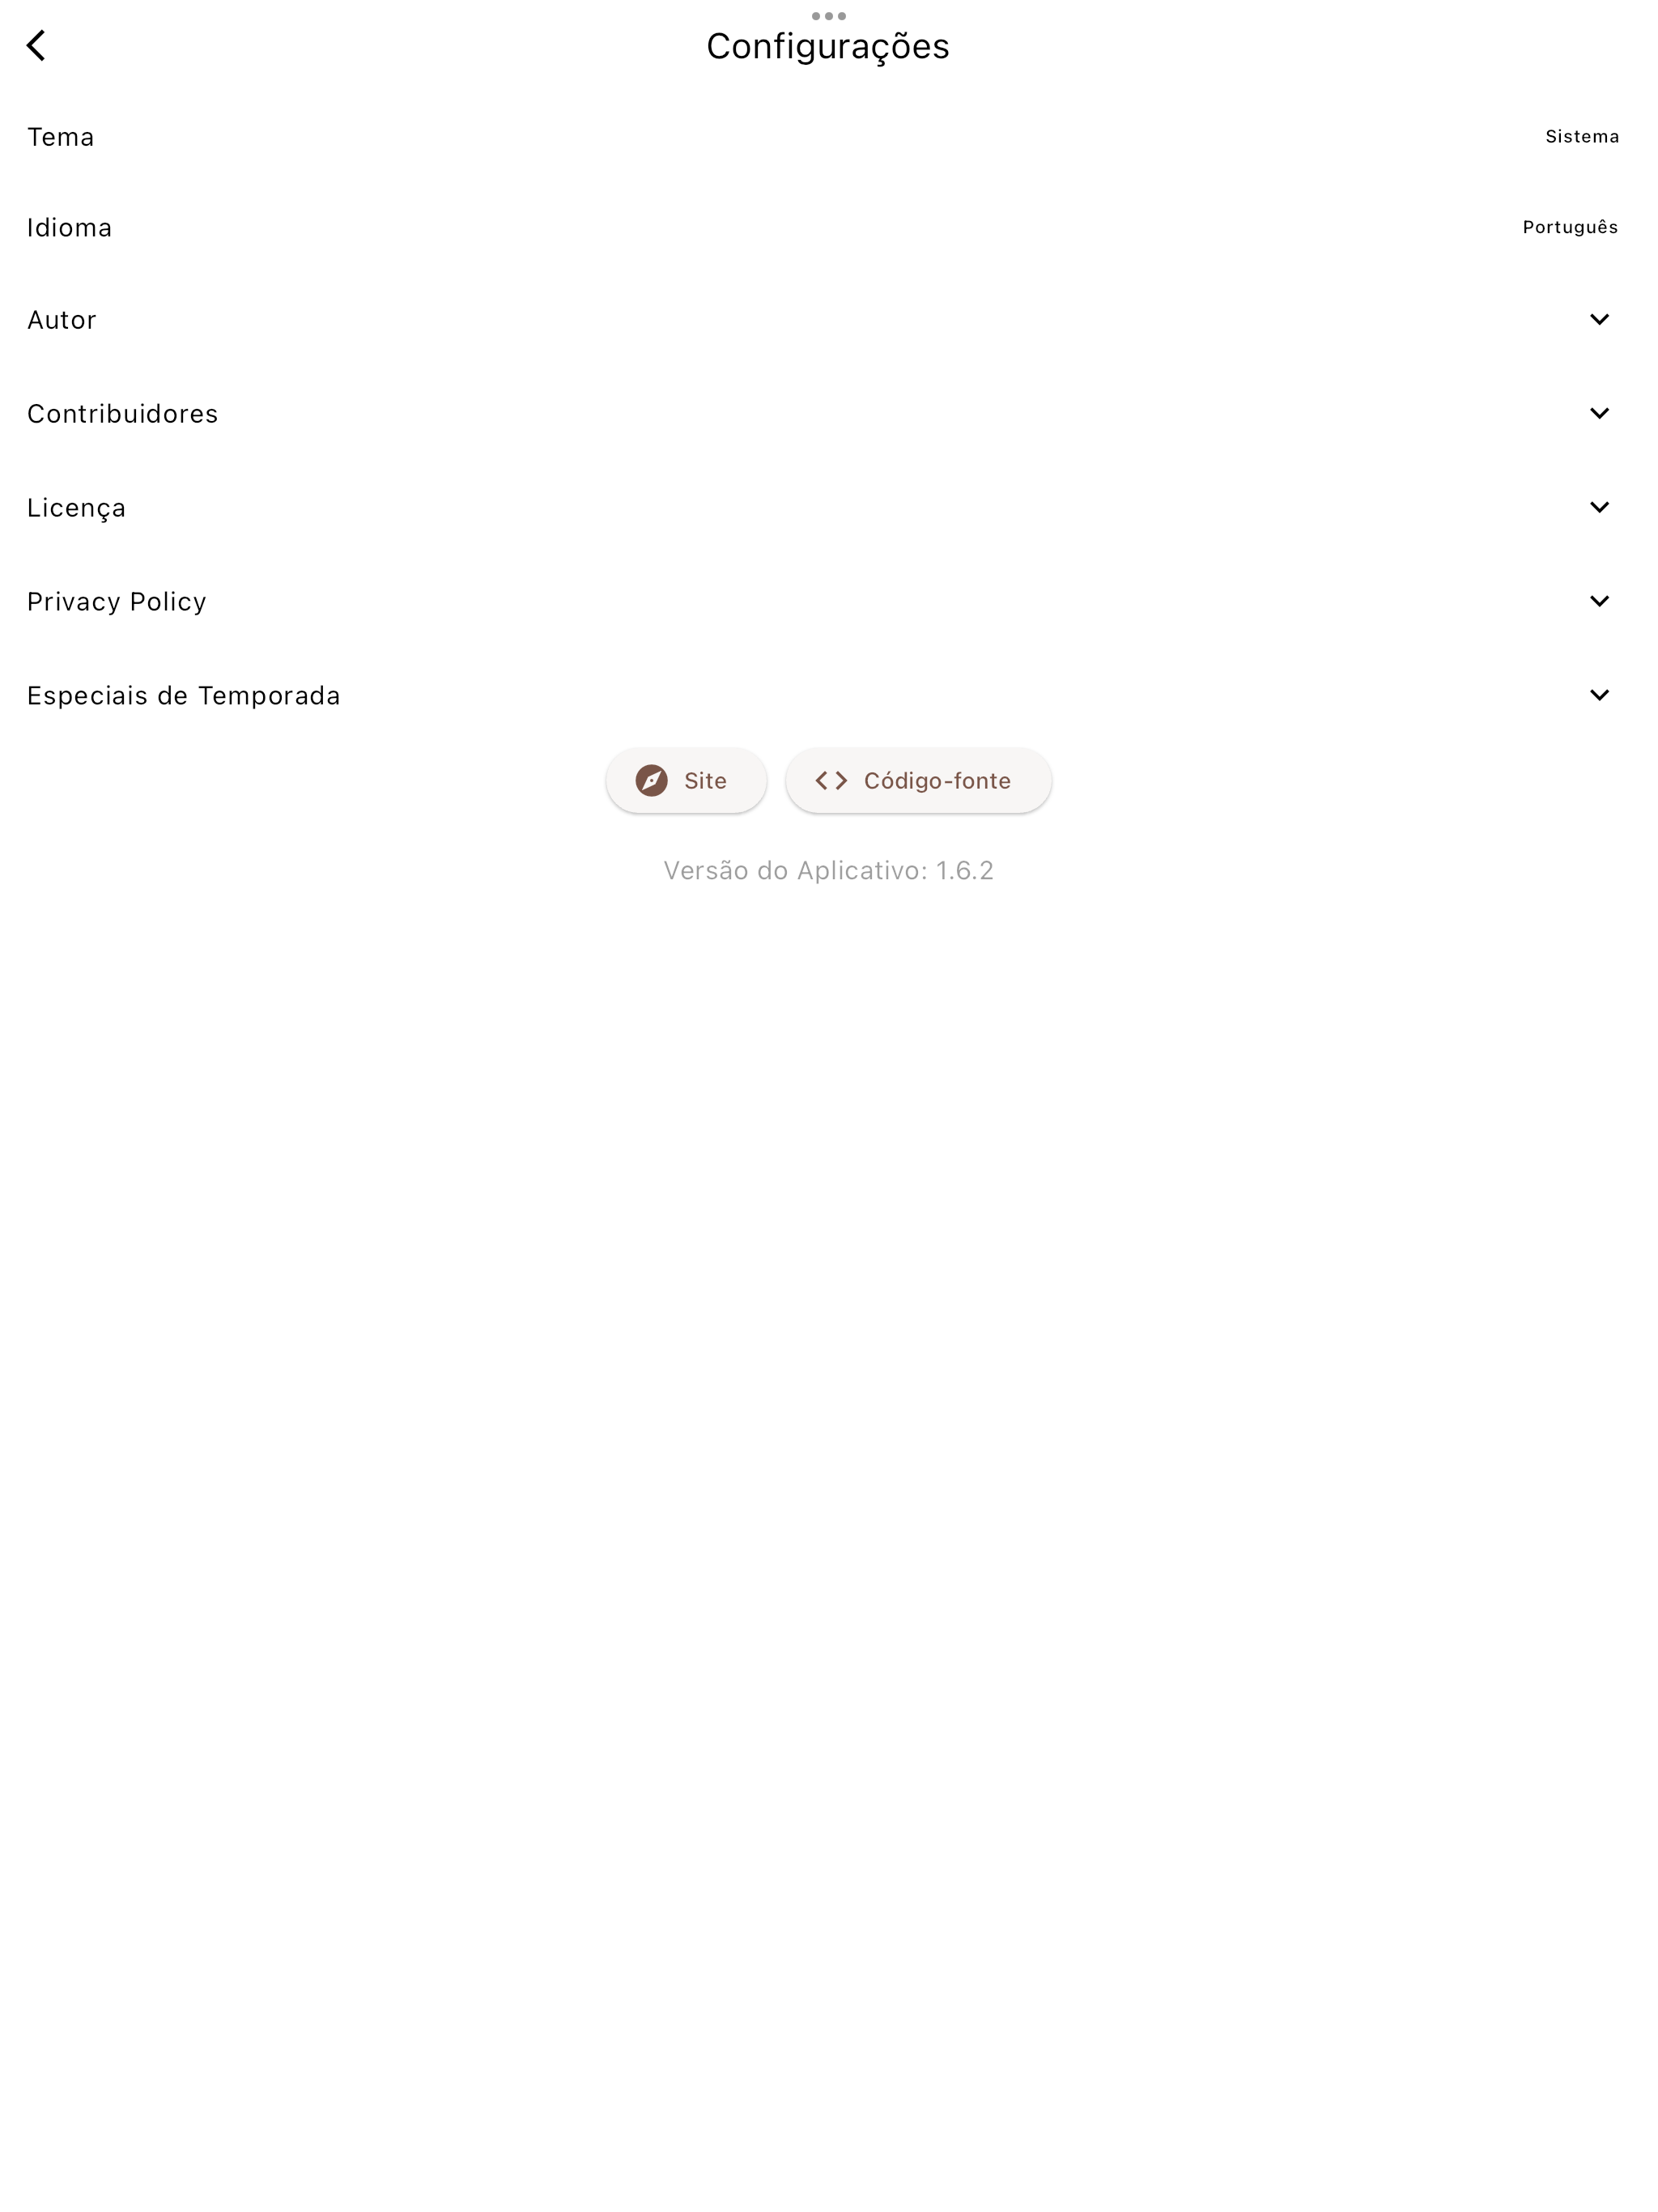 Configurações
Tema
Sistema
Idioma
Português
Autor
Contribuidores
Licença
Privacy Policy
Especiais de Temporada
Site
Código-fonte
Versão do Aplicativo: 1.6.2